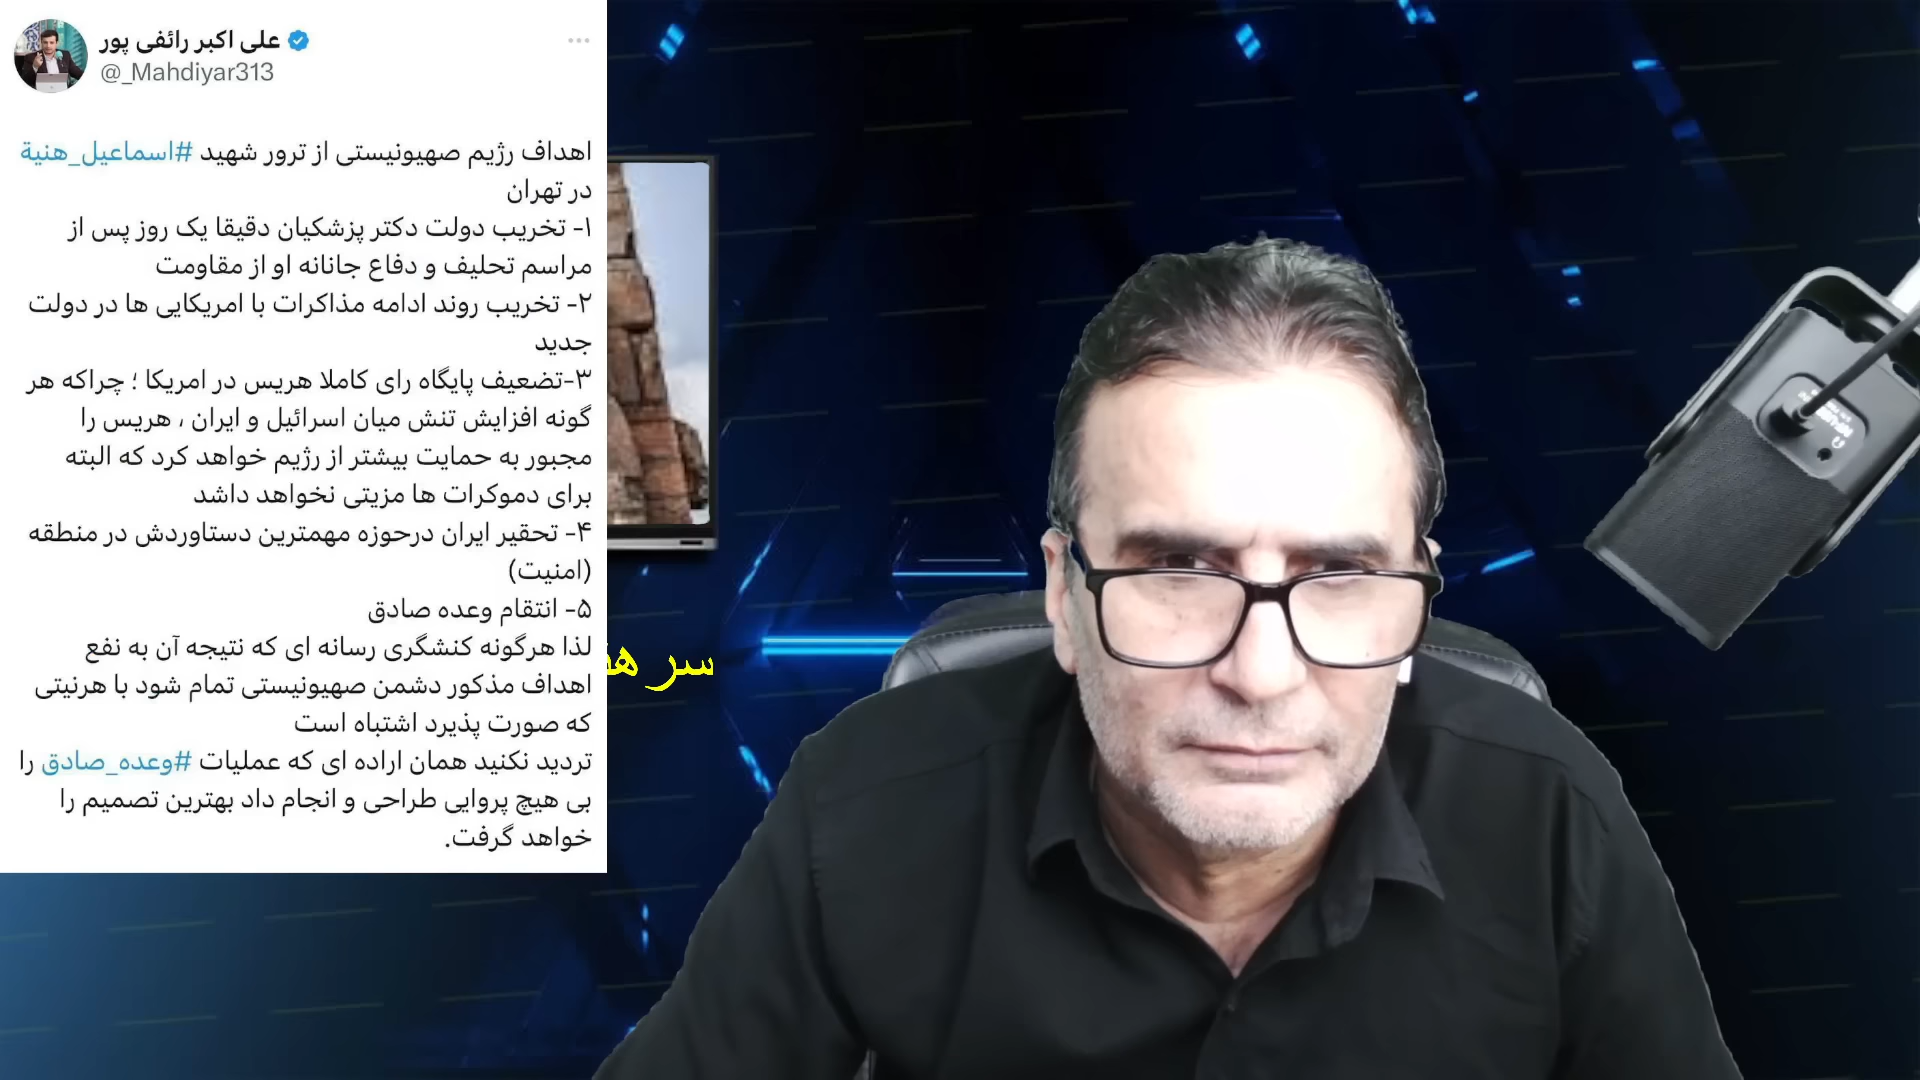 علی اکبر رائفی پور
@_Mahdiyar313
اهداف رژیم صهیونیستی از ترور شهید #اسماعیل_هنیة
در تهران
۱- تخریب دولت دکتر پزشکیان دقیقا یک روز پس از
مراسم تحلیف و دفاع جانانه او از مقاومت
۲- تخریب روند ادامه مذاکرات با امریکایی ها در دولت
جدید
۳-تضعیف پایگاه رای کاملا هریس در امریکا ؛ چراکه هر
گونه افزایش تنش میان اسرائیل و ایران ، هریس را
مجبور به حمایت بیشتر از رژیم خواهد کرد که البته
برای دموکرات ها مزیتی نخواهد داشد
۴- تحقیر ایران درحوزه مهمترین دستاوردش در منطقه
(امنیت)
۵- انتقام وعده صادق
لذا هرگونه کنشگری رسانه ای که نتیجه آن به نفع
اهداف مذکور دشمن صهیونیستی تمام شود با هرنیتی
که صورت پذیرد اشتباه است
تردید نکنید همان اراده ای که عملیات #وعده_صادق را
بی هیچ پروایی طراحی و انجام داد بهترین تصمیم را
خواهد گرفت.
سر